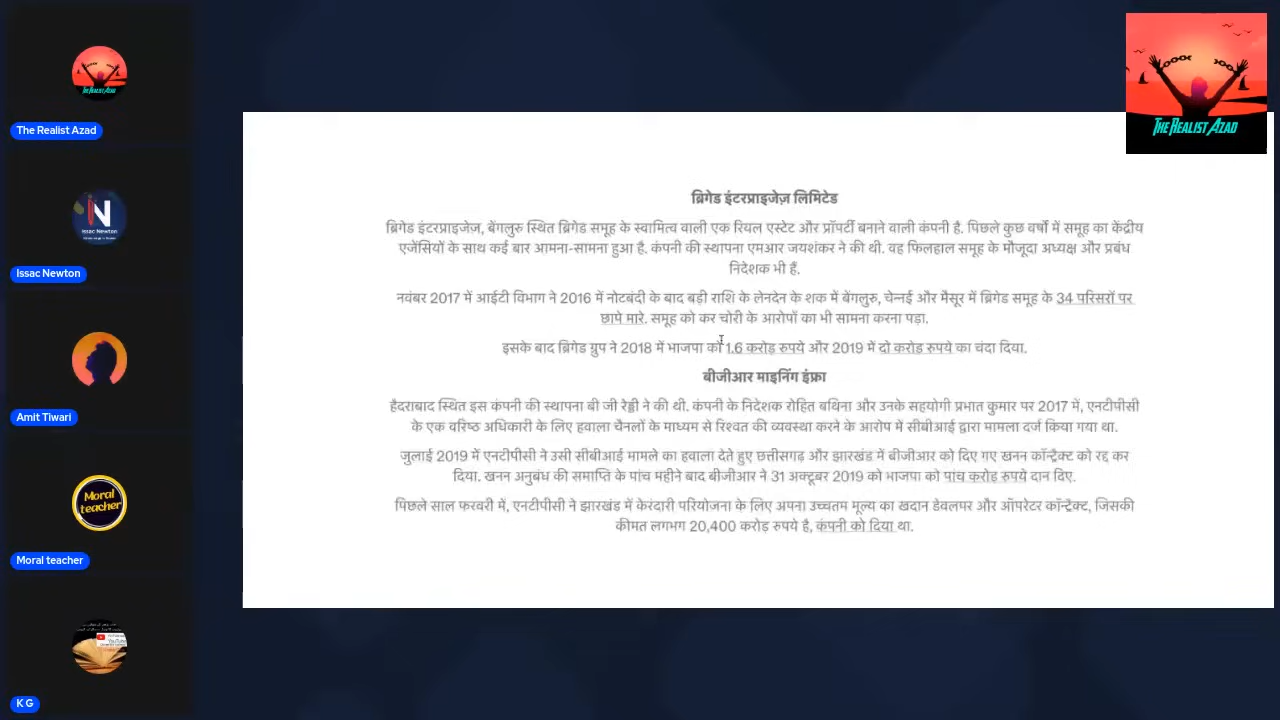 The Realist Azad
Issac Newton
Amit Tiwari
Moral teacher
Moral teacher
K G
THE REALIST AZAD
ब्रिगेड इंटरप्राइजेज़ लिमिटेड
ब्रिगेड इंटरप्राइजेज़, बेंगलुरु स्थित ब्रिगेड समूह के स्वामित्व वाली एक रियल एस्टेट और प्रॉपर्टी बनाने वाली कंपनी है. पिछले कुछ वर्षों में समूह का केंद्रीय
एजेंसियों के साथ कई बार आमना-सामना हुआ है. कंपनी की स्थापना एमआर जयशंकर ने की थी. वह फिलहाल समूह के मौजूदा अध्यक्ष और प्रबंध
निदेशक भी हैं.
नवंबर 2017 में आईटी विभाग ने 2016 में नोटबंदी के बाद बड़ी राशि के लेनदेन के शक में बेंगलुरु, चेन्नई और मैसूर में ब्रिगेड समूह के 34 परिसरों पर
छापे मारे. समूह को कर चोरी के आरोपों का भी सामना करना पड़ा.
इसके बाद ब्रिगेड ग्रुप ने 2018 में भाजपा को 1.6 करोड़ रुपये और 2019 में दो करोड़ रुपये का चंदा दिया.
बीजीआर माइनिंग इंफ्रा
हैदराबाद स्थित इस कंपनी की स्थापना बी जी रेड्डी ने की थी. कंपनी के निदेशक रोहित बथिना और उनके सहयोगी प्रभात कुमार पर 2017 में, एनटीपीसी
के एक वरिष्ठ अधिकारी के लिए हवाला चैनलों के माध्यम से रिश्वत की व्यवस्था करने के आरोप में सीबीआई द्वारा मामला दर्ज किया गया था.
जुलाई 2019 में एनटीपीसी ने उसी सीबीआई मामले का हवाला देते हुए छत्तीसगढ़ और झारखंड में बीजीआर को दिए गए खनन कॉन्ट्रैक्ट को रद्द कर
दिया. खनन अनुबंध की समाप्ति के पांच महीने बाद बीजीआर ने 31 अक्टूबर 2019 को भाजपा को पांच करोड़ रुपये दान दिए.
पिछले साल फरवरी में, एनटीपीसी ने झारखंड में केरंदारी परियोजना के लिए अपना उच्चतम मूल्य का खदान डेवलपर और ऑपरेटर कॉन्ट्रैक्ट, जिसकी
कीमत लगभग 20,400 करोड़ रुपये है, कंपनी को दिया था.